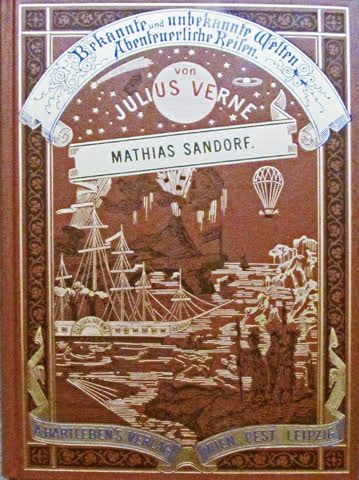 Bekannte und unbekannte Welten
Abenteuerliche Reisen.
von
JULIUS VERNE
MATHIAS SANDORF.
A. HARTLEBEN'S VERLAG WIEN. PEST. LEIPZIG.